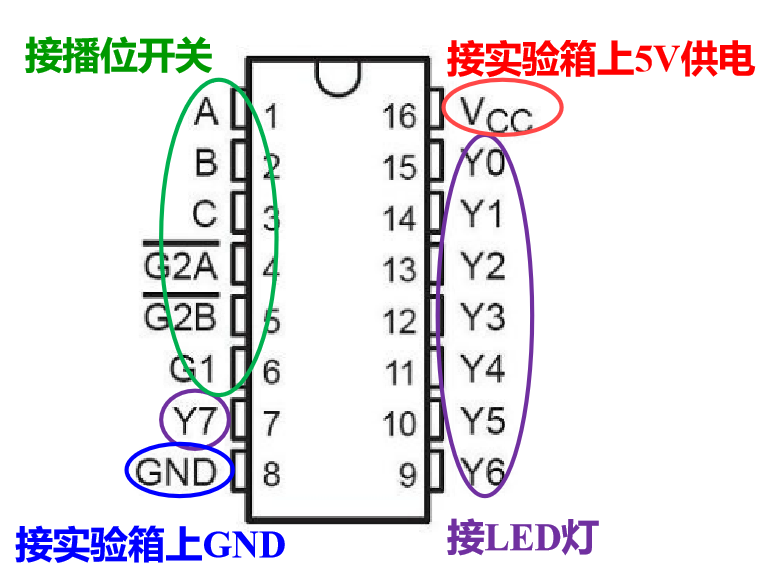 接播位开关
接实验箱上5V供电
A 1 16 VCC
B 2 15 Y0
C 3 14 Y1
G2A 4 13 Y2
G2B 5 12 Y3
G1 6 11 Y4
Y7 7 10 Y5
GND 8 9 Y6
接实验箱上GND
接LED灯